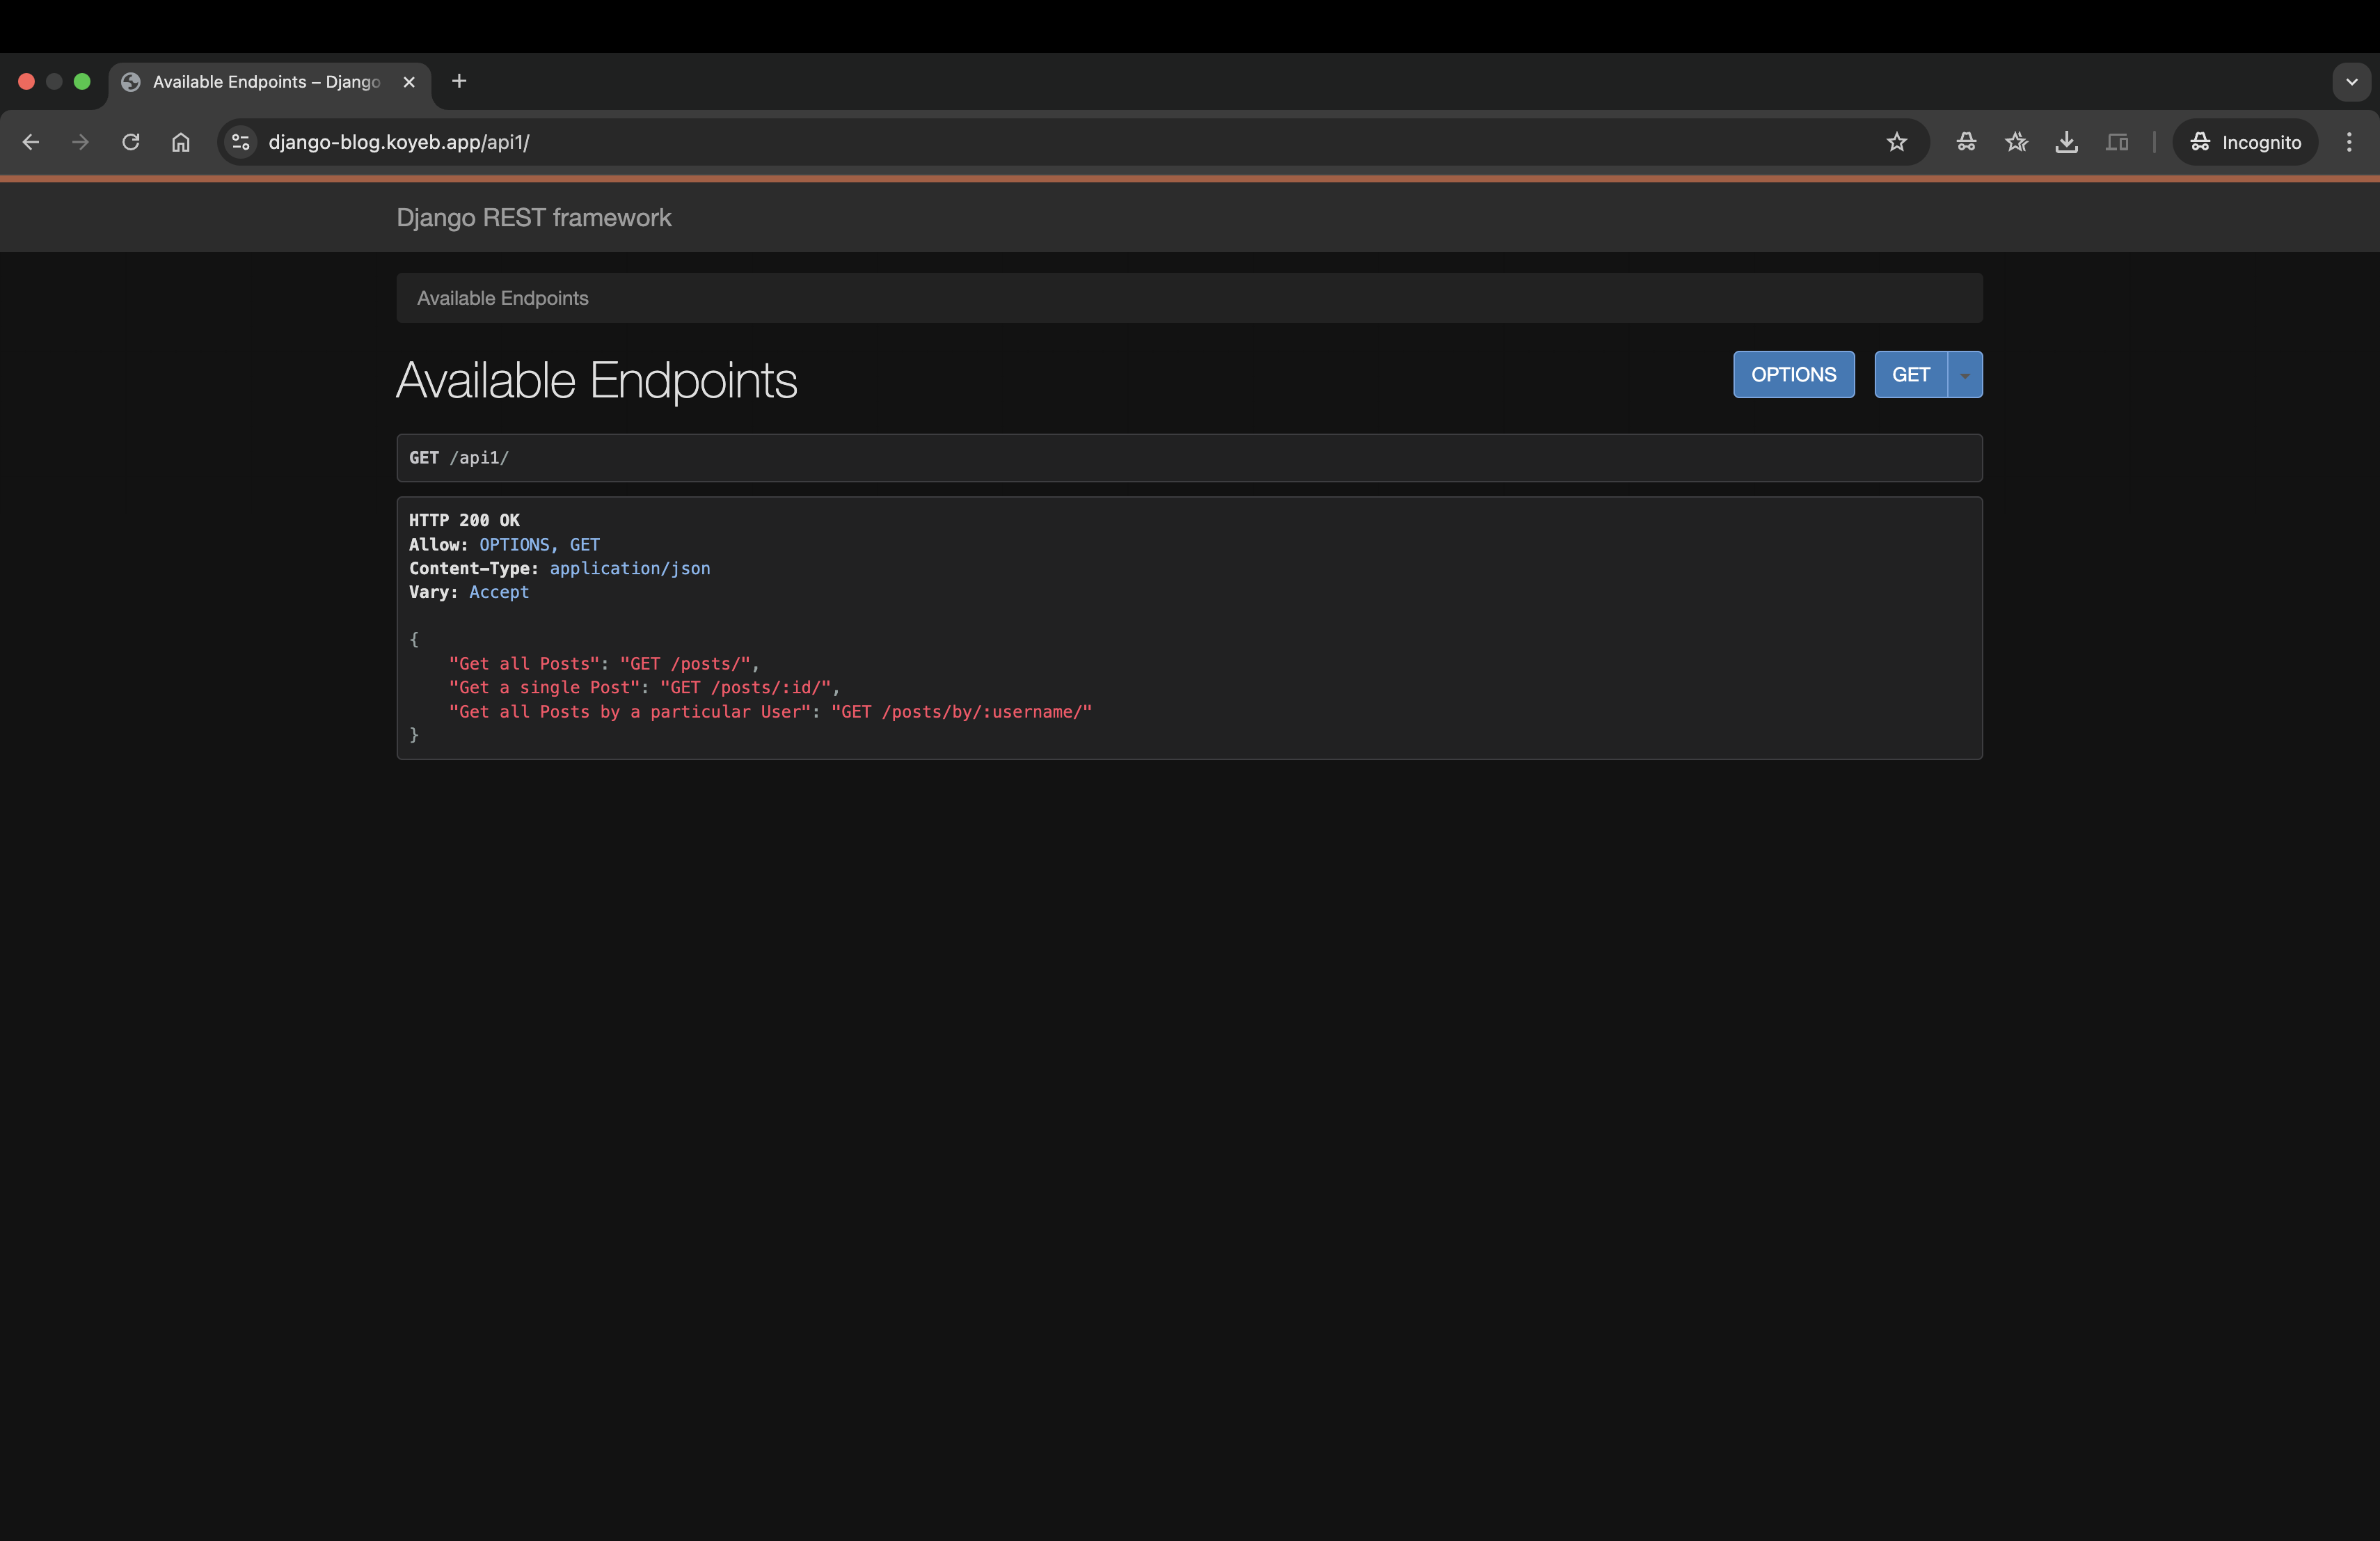 Available Endpoints – Django
django-blog.koyeb.app/api1/
Incognito
Django REST framework
Available Endpoints
Available Endpoints
OPTIONS
GET
GET /api1/
HTTP 200 OK
Allow: OPTIONS, GET
Content-Type: application/json
Vary: Accept
{
    "Get all Posts": "GET /posts/",
    "Get a single Post": "GET /posts/:id/",
    "Get all Posts by a particular User": "GET /posts/by/:username/"
}